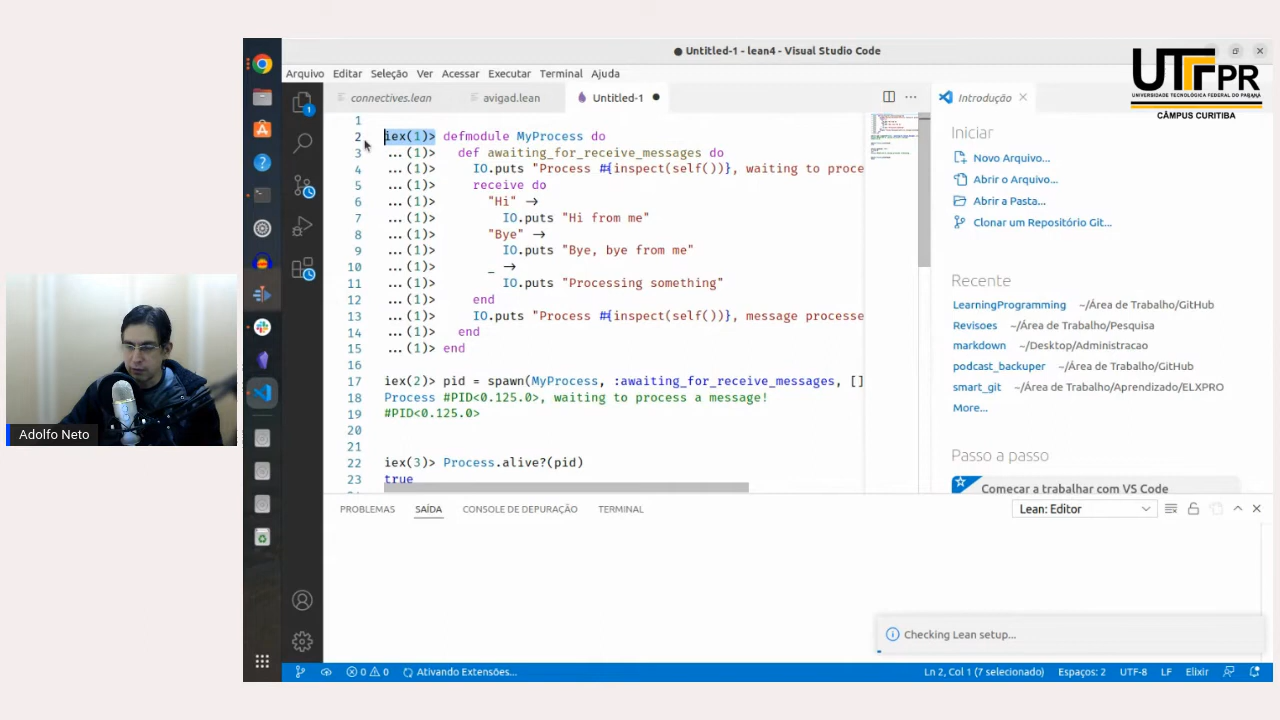 Untitled-1 - lean4 - Visual Studio Code
Arquivo Editar Seleção Ver Acessar Executar Terminal Ajuda
connectives.lean avigad.lean Untitled-1
1
2 iex(1)> defmodule MyProcess do
3 ...(1)> def awaiting_for_receive_messages do
4 ...(1)> IO.puts "Process #{inspect(self())}, waiting to proce
5 ...(1)> receive do
6 ...(1)> "Hi" ->
7 ...(1)> IO.puts "Hi from me"
8 ...(1)> "Bye" ->
9 ...(1)> IO.puts "Bye, bye from me"
10 ...(1)> _ ->
11 ...(1)> IO.puts "Processing something"
12 ...(1)> end
13 ...(1)> IO.puts "Process #{inspect(self())}, message processe
14 ...(1)> end
15 ...(1)> end
16
17 iex(2)> pid = spawn(MyProcess, :awaiting_for_receive_messages, []
18 Process #PID<0.125.0>, waiting to process a message!
19 #PID<0.125.0>
20
21
22 iex(3)> Process.alive?(pid)
23 true
Introdução
Iniciar
Novo Arquivo...
Abrir o Arquivo...
Abrir a Pasta...
Clonar um Repositório Git...
Recente
LearningProgramming ~/Área de Trabalho/GitHub
Revisoes ~/Área de Trabalho/Pesquisa
markdown ~/Desktop/Administracao
podcast_backuper ~/Área de Trabalho/GitHub
smart_git ~/Área de Trabalho/Aprendizado/ELXPRO
More...
Passo a passo
Começar a trabalhar com VS Code
PROBLEMAS SAÍDA CONSOLE DE DEPURAÇÃO TERMINAL
Lean: Editor
Checking Lean setup...
0 0 Ativando Extensões...
Ln 2, Col 1 (7 selecionado) Espaços: 2 UTF-8 LF Elixir
UTFPR
UNIVERSIDADE TECNOLÓGICA FEDERAL DO PARANÁ
CÂMPUS CURITIBA
Adolfo Neto